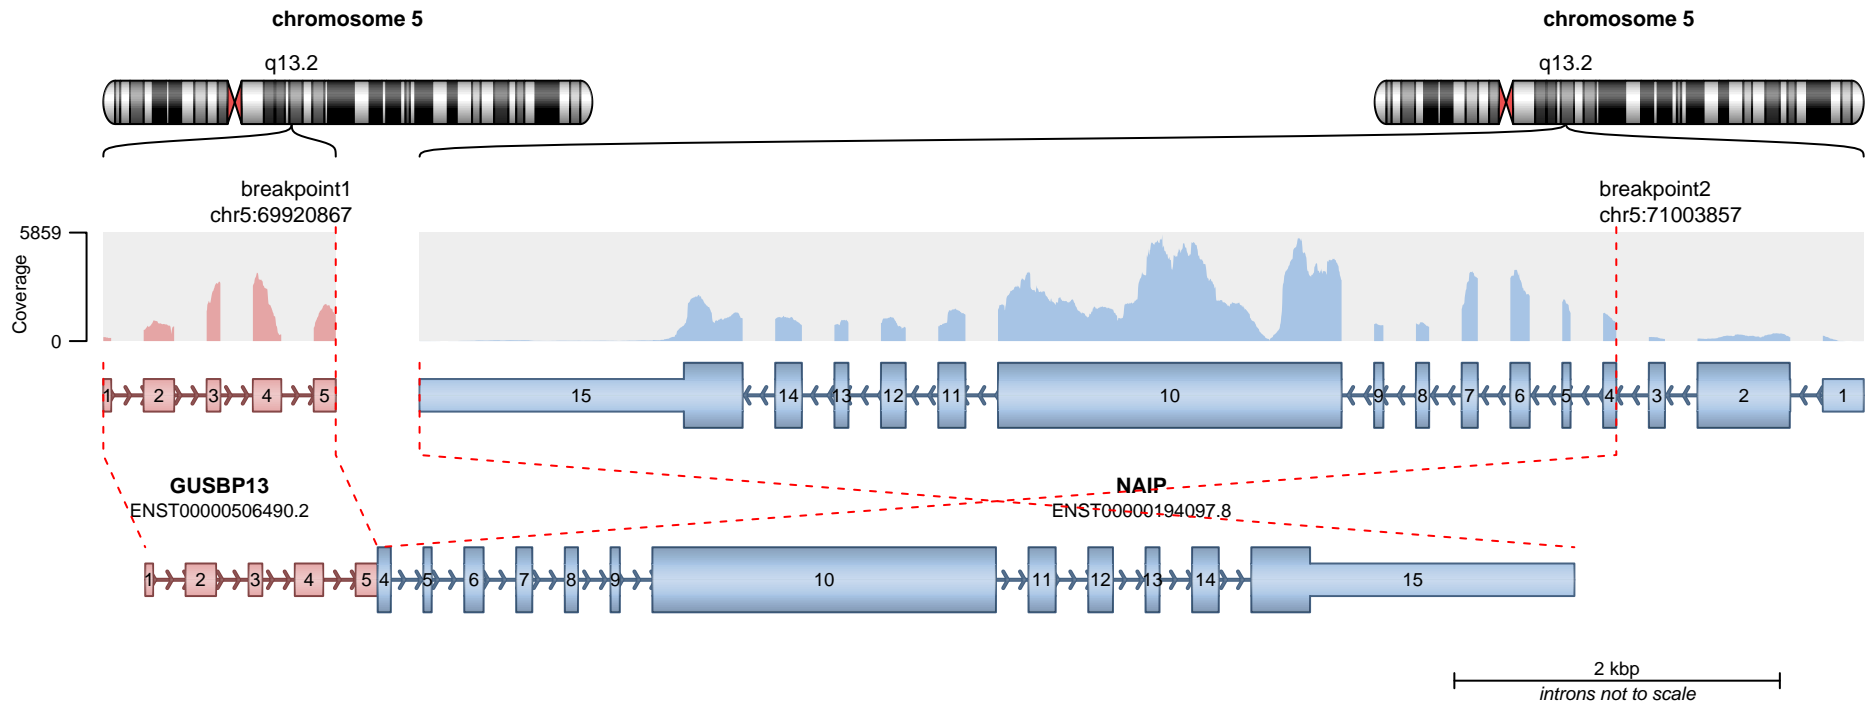 chromosome 5
chromosome 5
q13.2
q13.2
breakpoint1
chr5:69920867
breakpoint2
chr5:71003857
5859
Coverage
0
1 2 3 4 5
15 14 13 12 11 10 9 8 7 6 5 4 3 2 1
GUSBP13
ENST00000506490.2
NAIP
ENST00000194097.8
1 2 3 4 5 4 5 6 7 8 9 10 11 12 13 14 15
2 kbp
introns not to scale